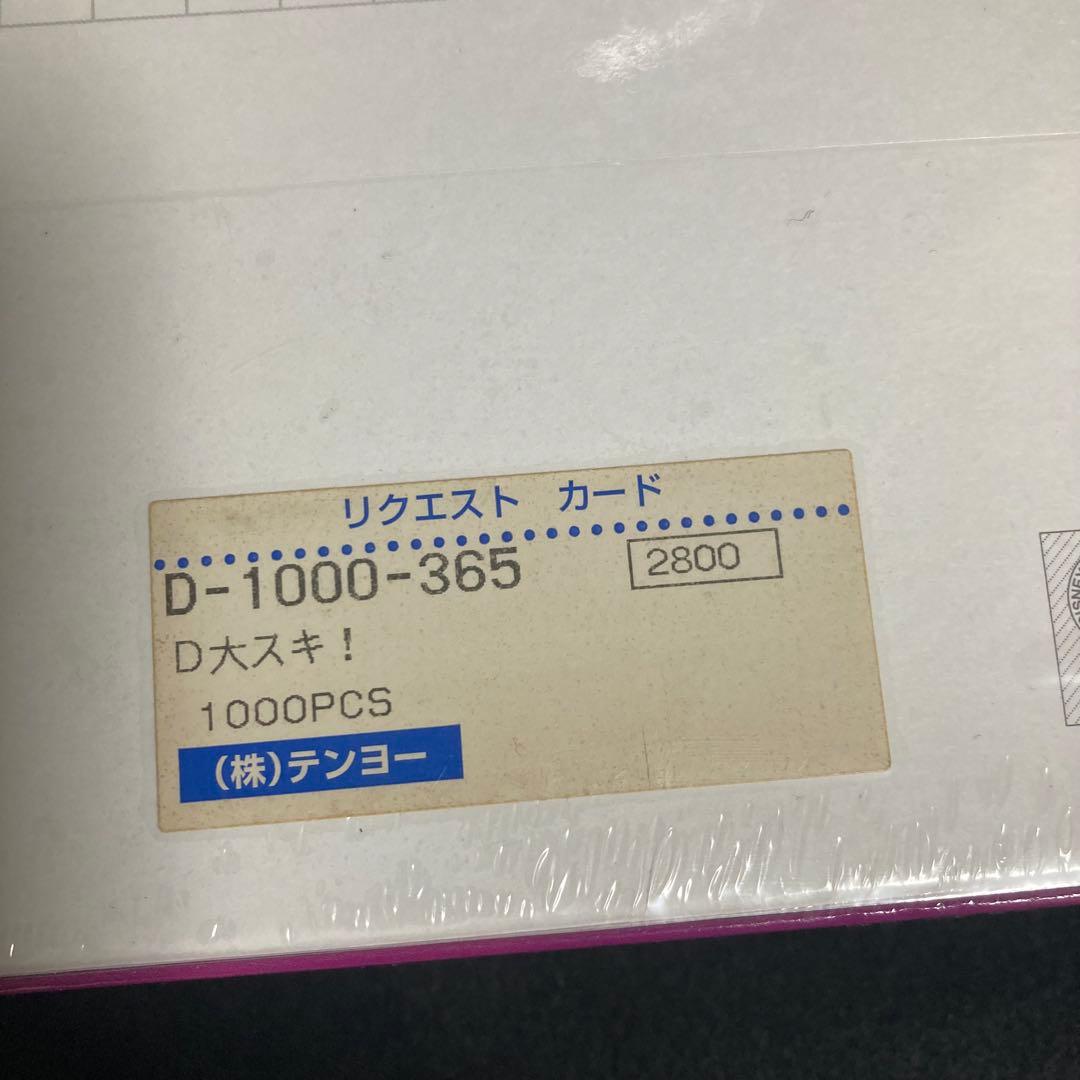 リクエスト カード
D-1000-365
2800
D大スキ!
1000PCS
(株)テンヨー